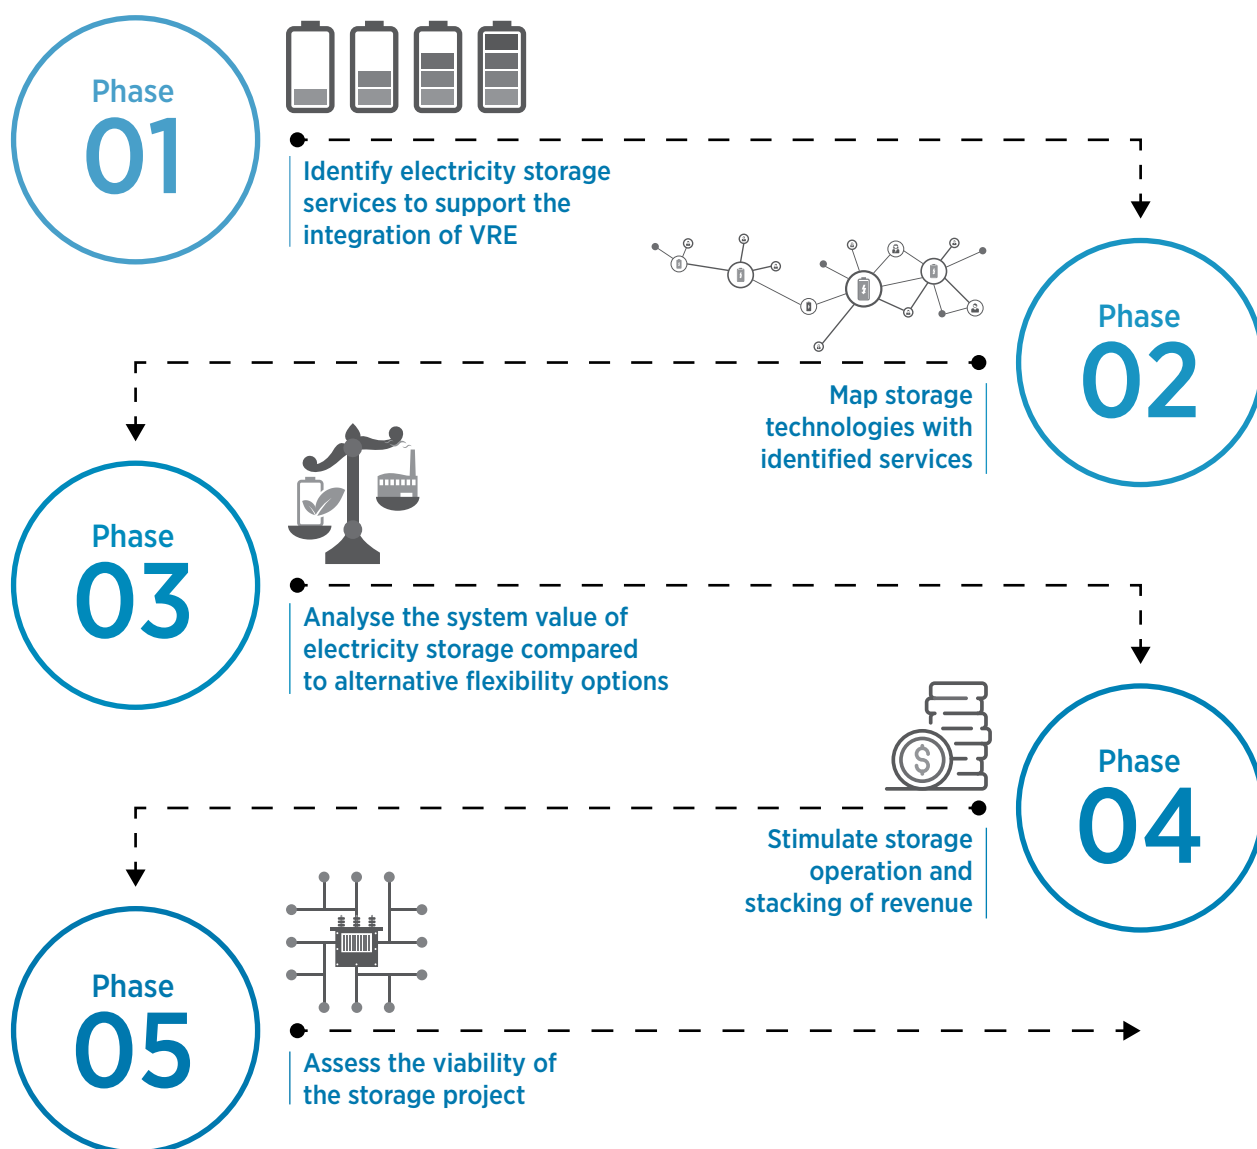 Phase
01
Identify electricity storage
services to support the
integration of VRE
Phase
02
Map storage
technologies with
identified services
Phase
03
Analyse the system value of
electricity storage compared
to alternative flexibility options
Phase
04
$
Stimulate storage
operation and
stacking of revenue
Phase
05
Assess the viability of
the storage project